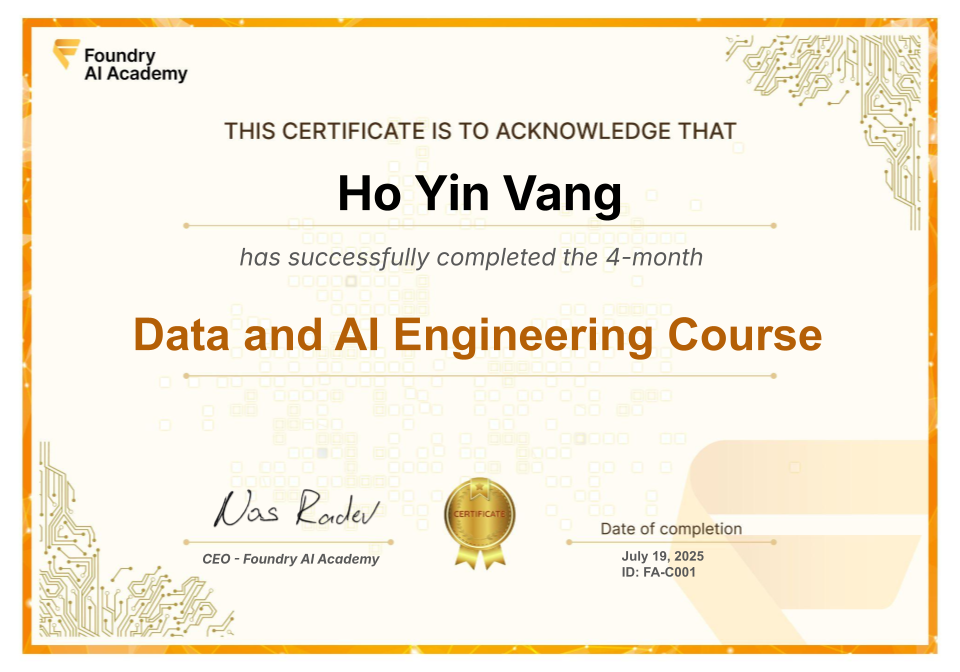 Foundry
AI Academy
THIS CERTIFICATE IS TO ACKNOWLEDGE THAT
Ho Yin Vang
has successfully completed the 4-month
Data and AI Engineering Course
Nas Radev
CERTIFICATE
CEO - Foundry AI Academy
Date of completion
July 19, 2025
ID: FA-C001